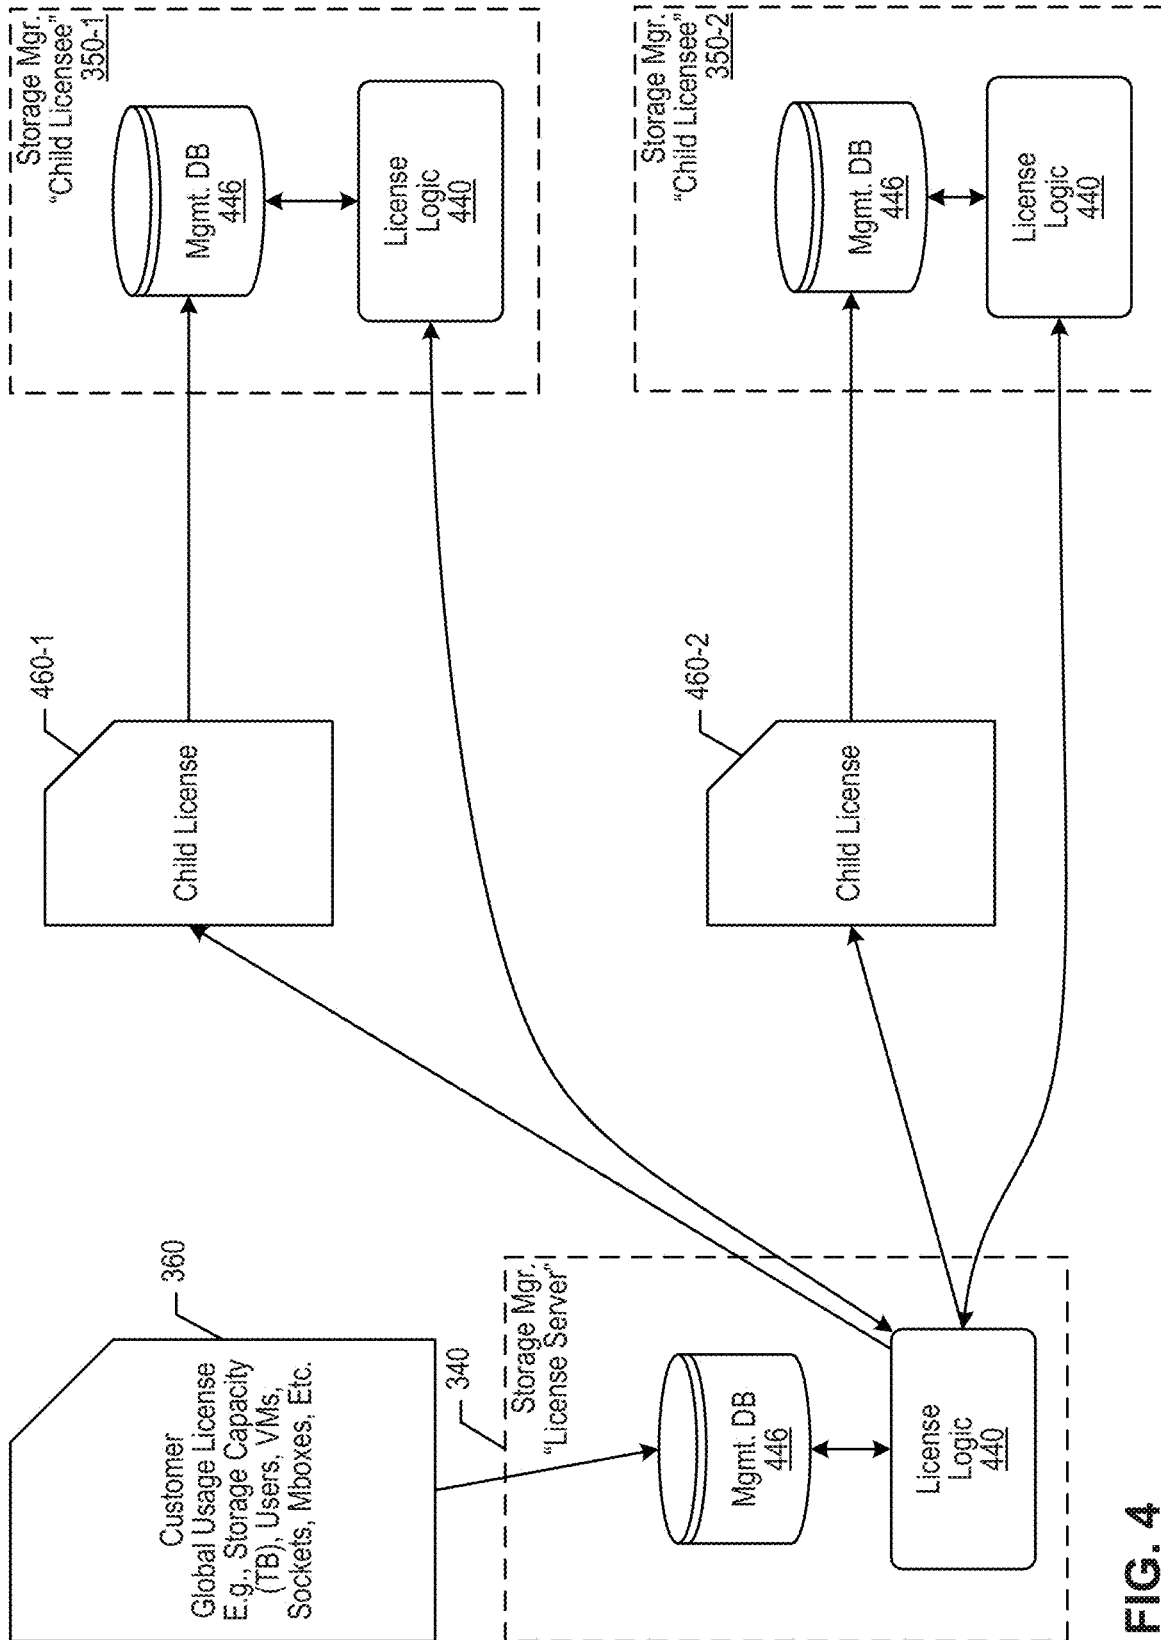 Customer
Global Usage License
E.g., Storage Capacity
(TB), Users, VMs,
Sockets, Mboxes, Etc.
360
340
Storage Mgr.
“License Server”
Mgmt. DB
446
License
Logic
440
Child License
460-1
Child License
460-2
Storage Mgr.
“Child Licensee”
350-1
Mgmt. DB
446
License
Logic
440
Storage Mgr.
“Child Licensee”
350-2
Mgmt. DB
446
License
Logic
440
FIG. 4